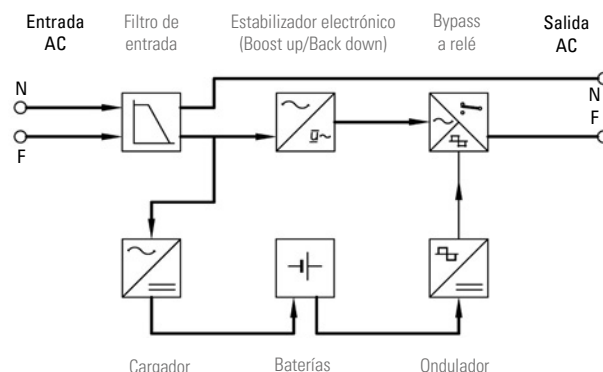 Entrada
AC
Filtro de
entrada
Estabilizador electrónico
(Boost up/Back down)
Bypass
a relé
Salida
AC
N
F
N
F
Cargador
Baterías
Ondulador